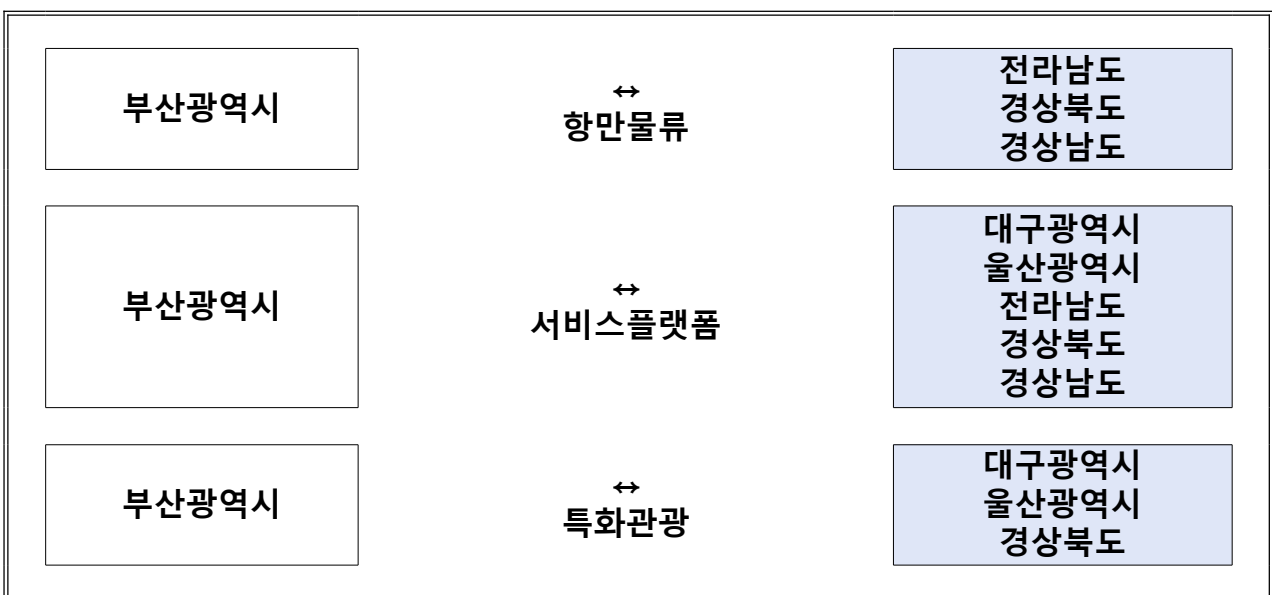 부산광역시
↔
항만물류
전라남도
경상북도
경상남도
부산광역시
↔
서비스플랫폼
대구광역시
울산광역시
전라남도
경상북도
경상남도
부산광역시
↔
특화관광
대구광역시
울산광역시
경상북도